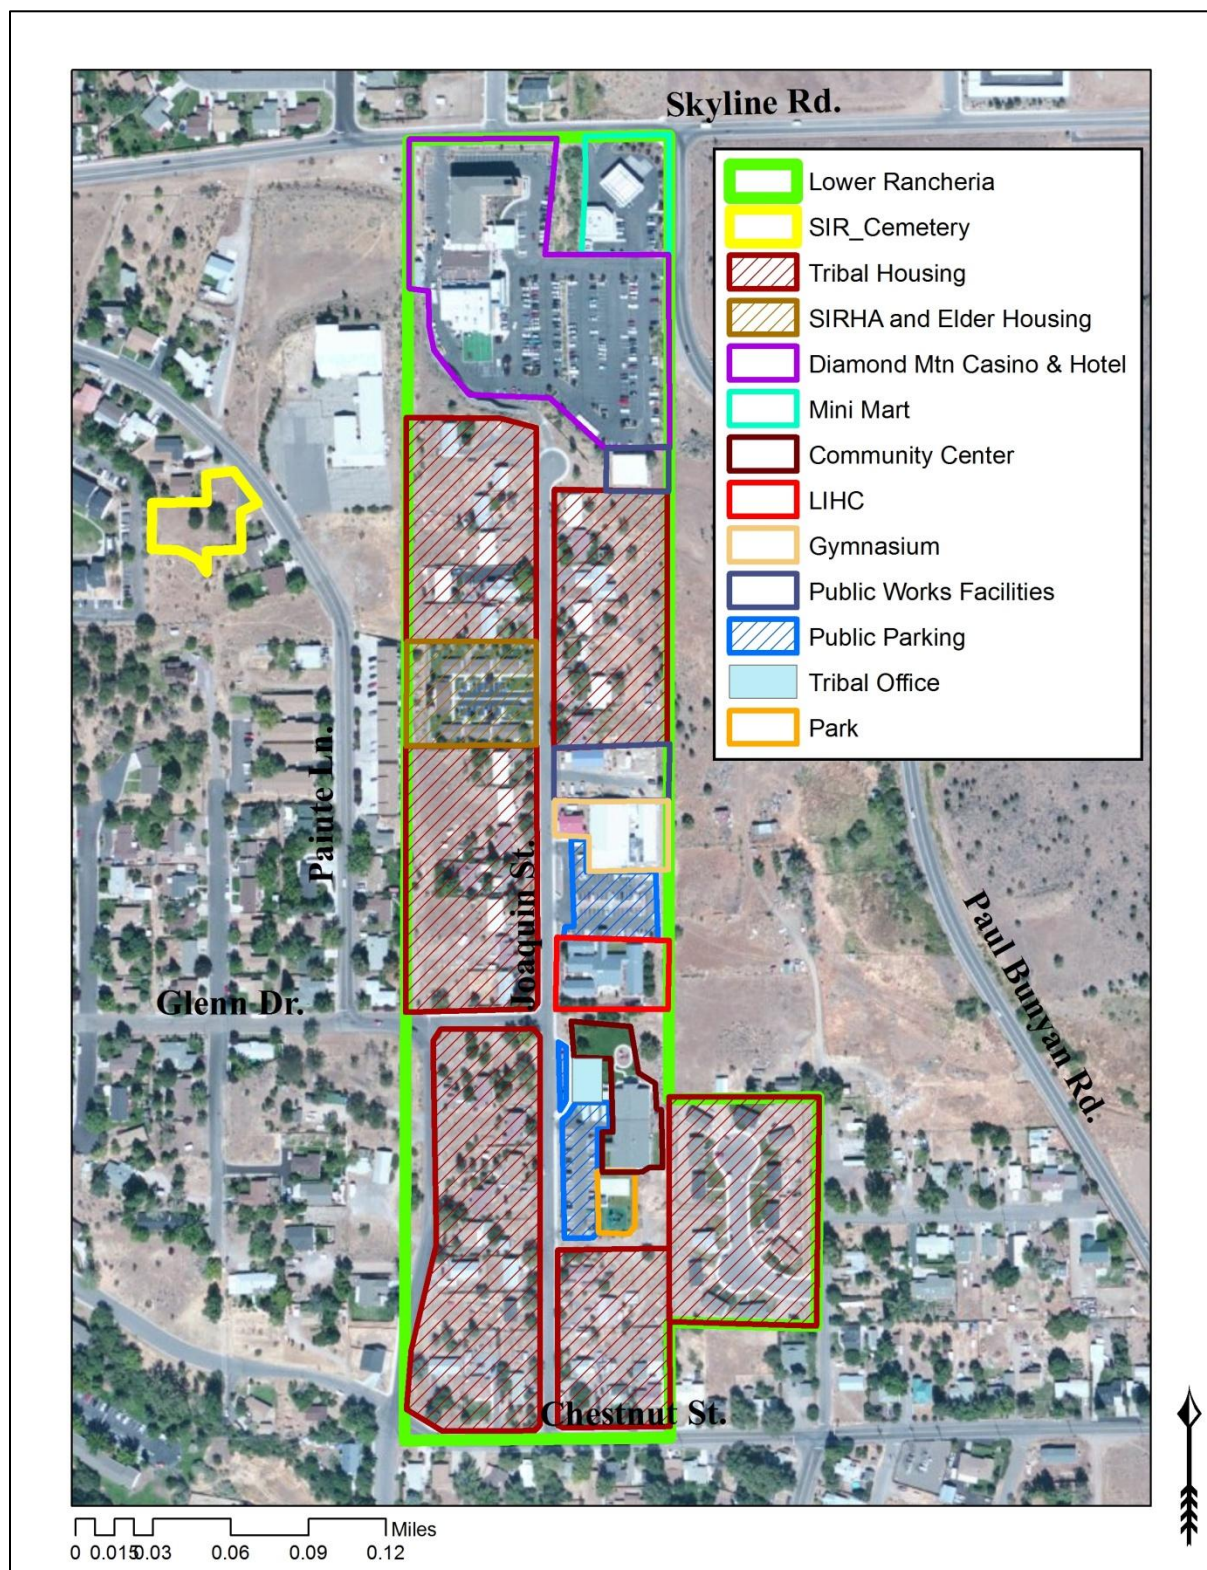 Skyline Rd.
Lower Rancheria
SIR_Cemetery
Tribal Housing
SIRHA and Elder Housing
Diamond Mtn Casino & Hotel
Mini Mart
Community Center
LIHC
Gymnasium
Public Works Facilities
Public Parking
Tribal Office
Park
Paiute Ln.
Joaquin St.
Glenn Dr.
Paul Bunyan Rd.
Chestnut St.
Miles
0 0.015 0.03 0.06 0.09 0.12